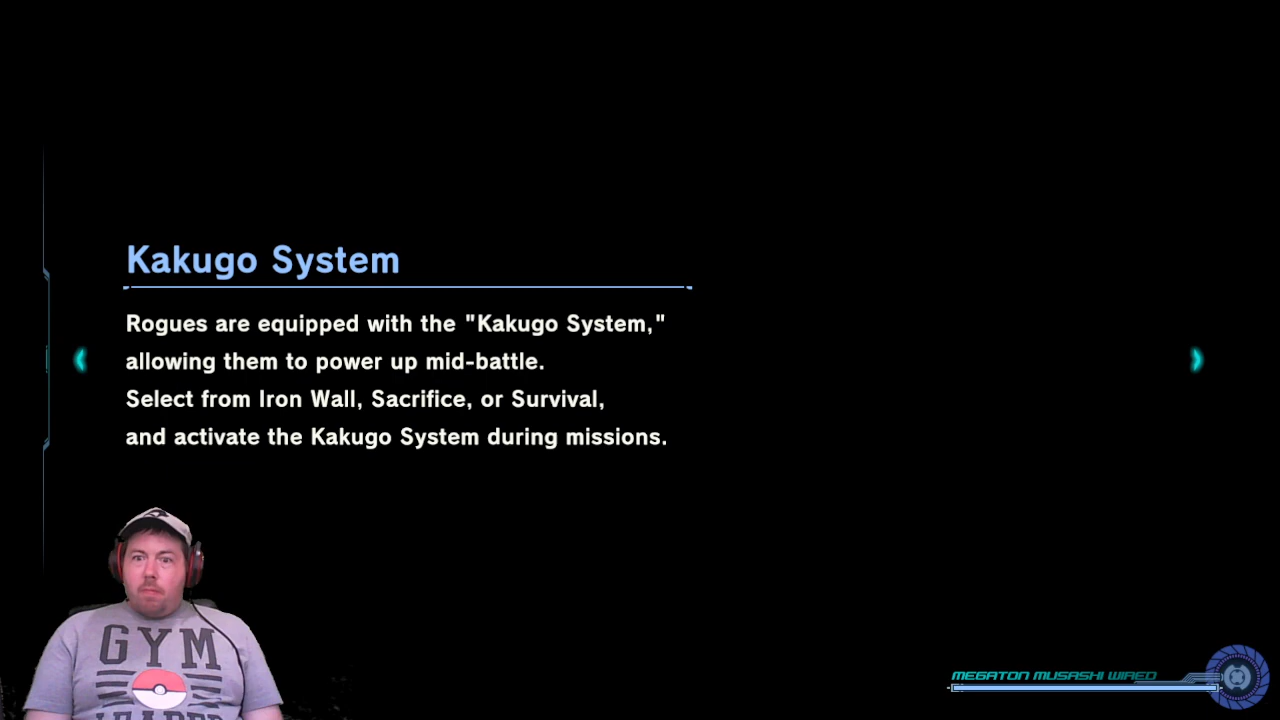 Kakugo System
Rogues are equipped with the "Kakugo System,"
allowing them to power up mid-battle.
Select from Iron Wall, Sacrifice, or Survival,
and activate the Kakugo System during missions.
GYM
LEADER
MEGATON MUSASHI WIRED